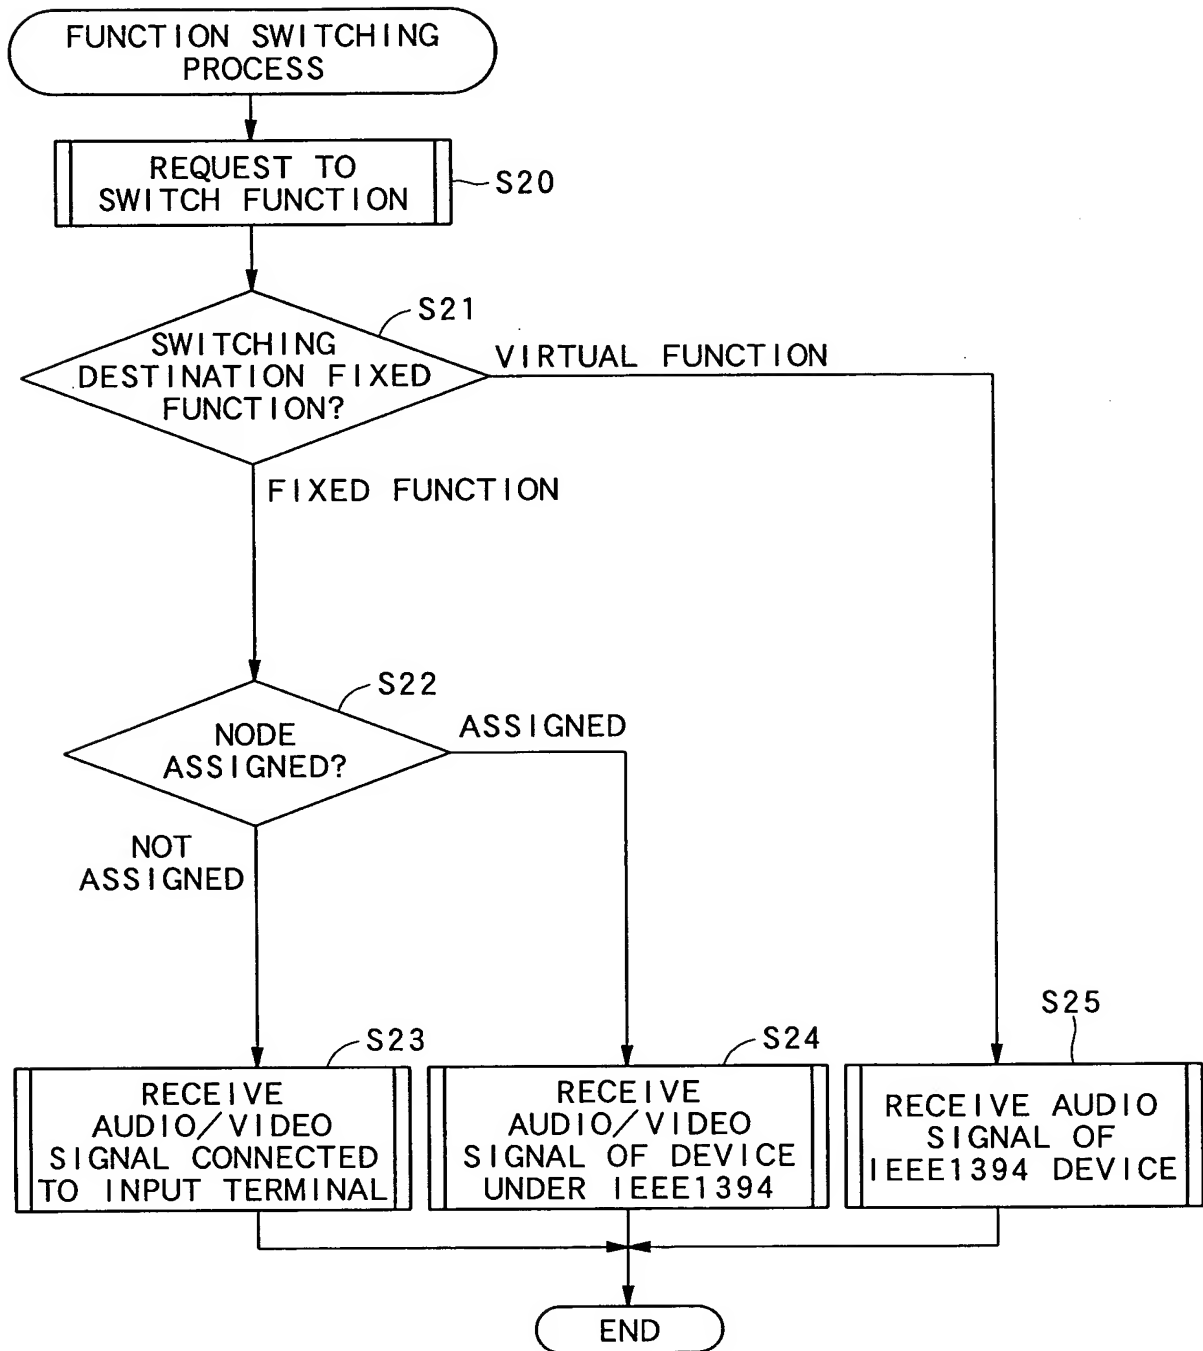 FUNCTION SWITCHING
PROCESS
REQUEST TO
SWITCH FUNCTION
S20
S21
SWITCHING
DESTINATION FIXED
FUNCTION?
VIRTUAL FUNCTION
FIXED FUNCTION
S22
NODE
ASSIGNED?
ASSIGNED
NOT
ASSIGNED
S23
RECEIVE
AUDIO/VIDEO
SIGNAL CONNECTED
TO INPUT TERMINAL
S24
RECEIVE
AUDIO/VIDEO
SIGNAL OF DEVICE
UNDER IEEE1394
S25
RECEIVE AUDIO
SIGNAL OF
IEEE1394 DEVICE
END